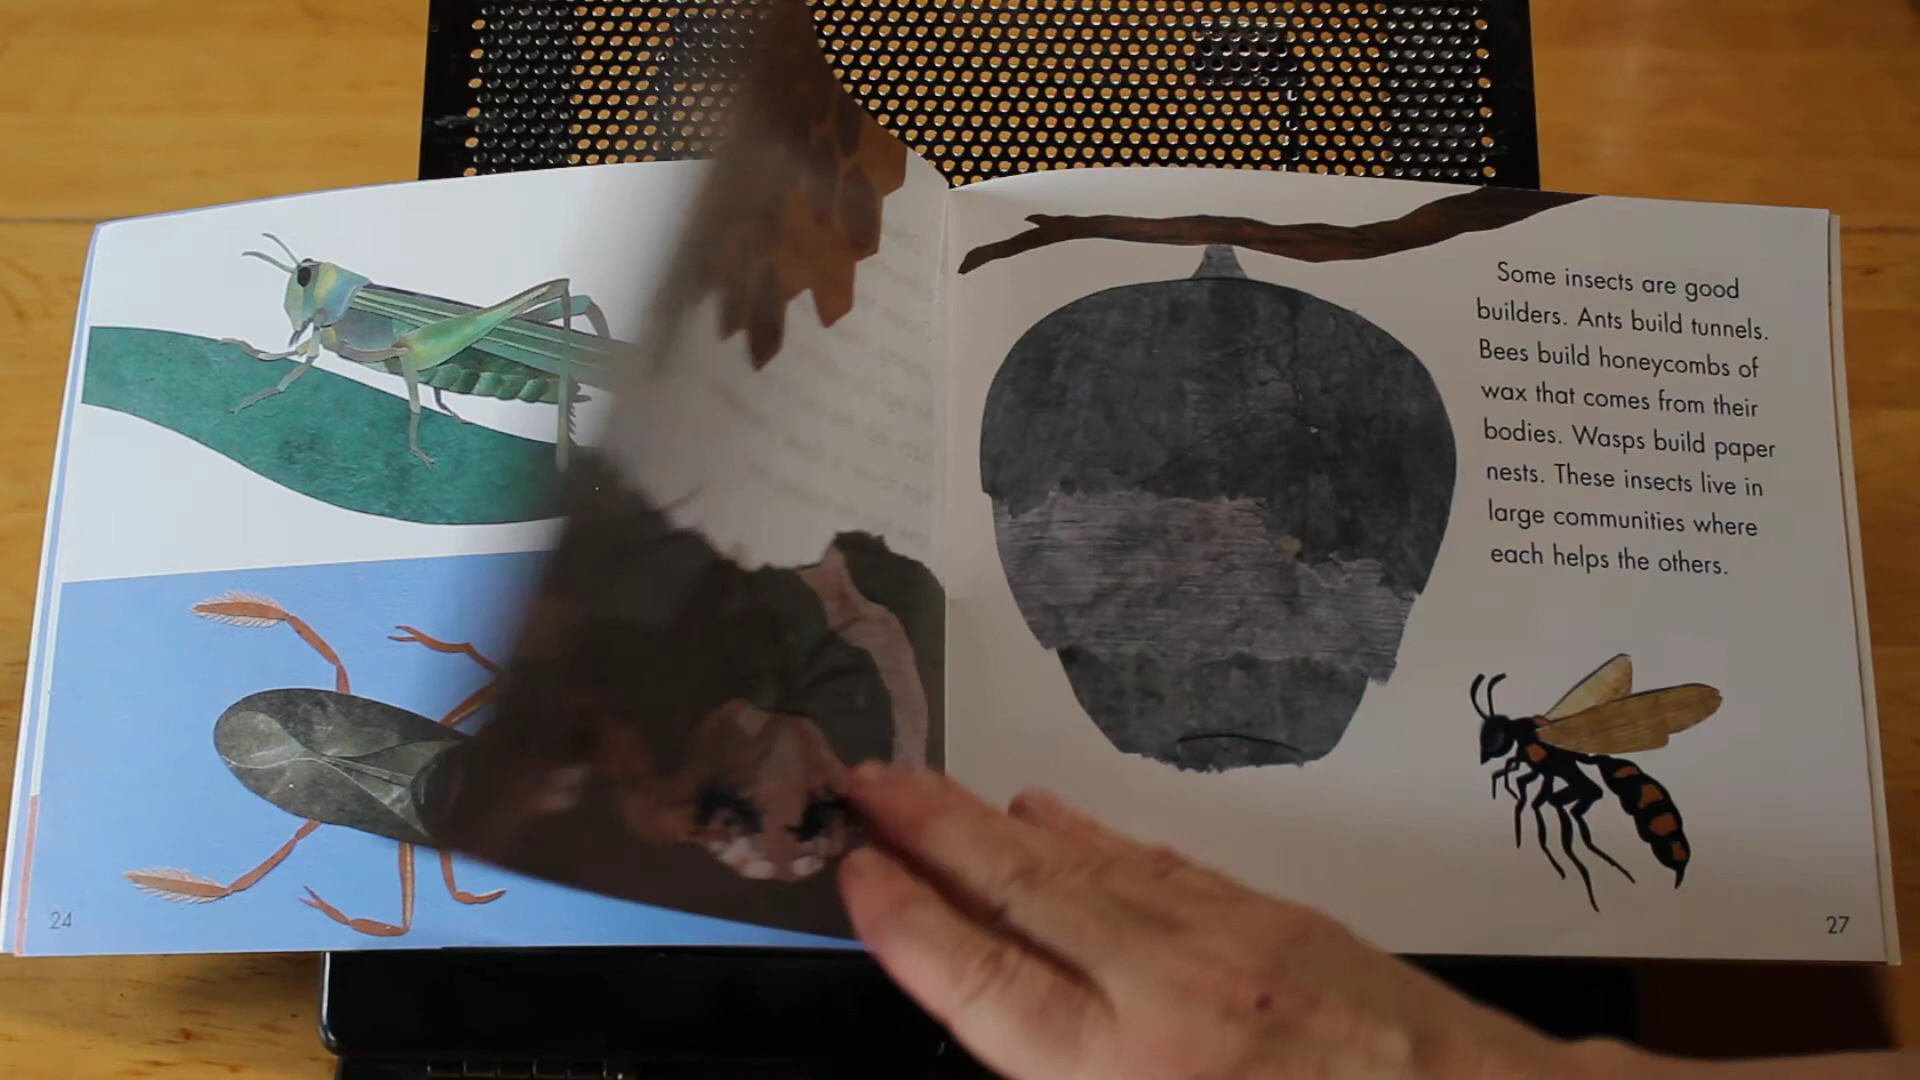 24
Some insects are good
builders. Ants build tunnels.
Bees build honeycombs of
wax that comes from their
bodies. Wasps build paper
nests. These insects live in
large communities where
each helps the others.
27